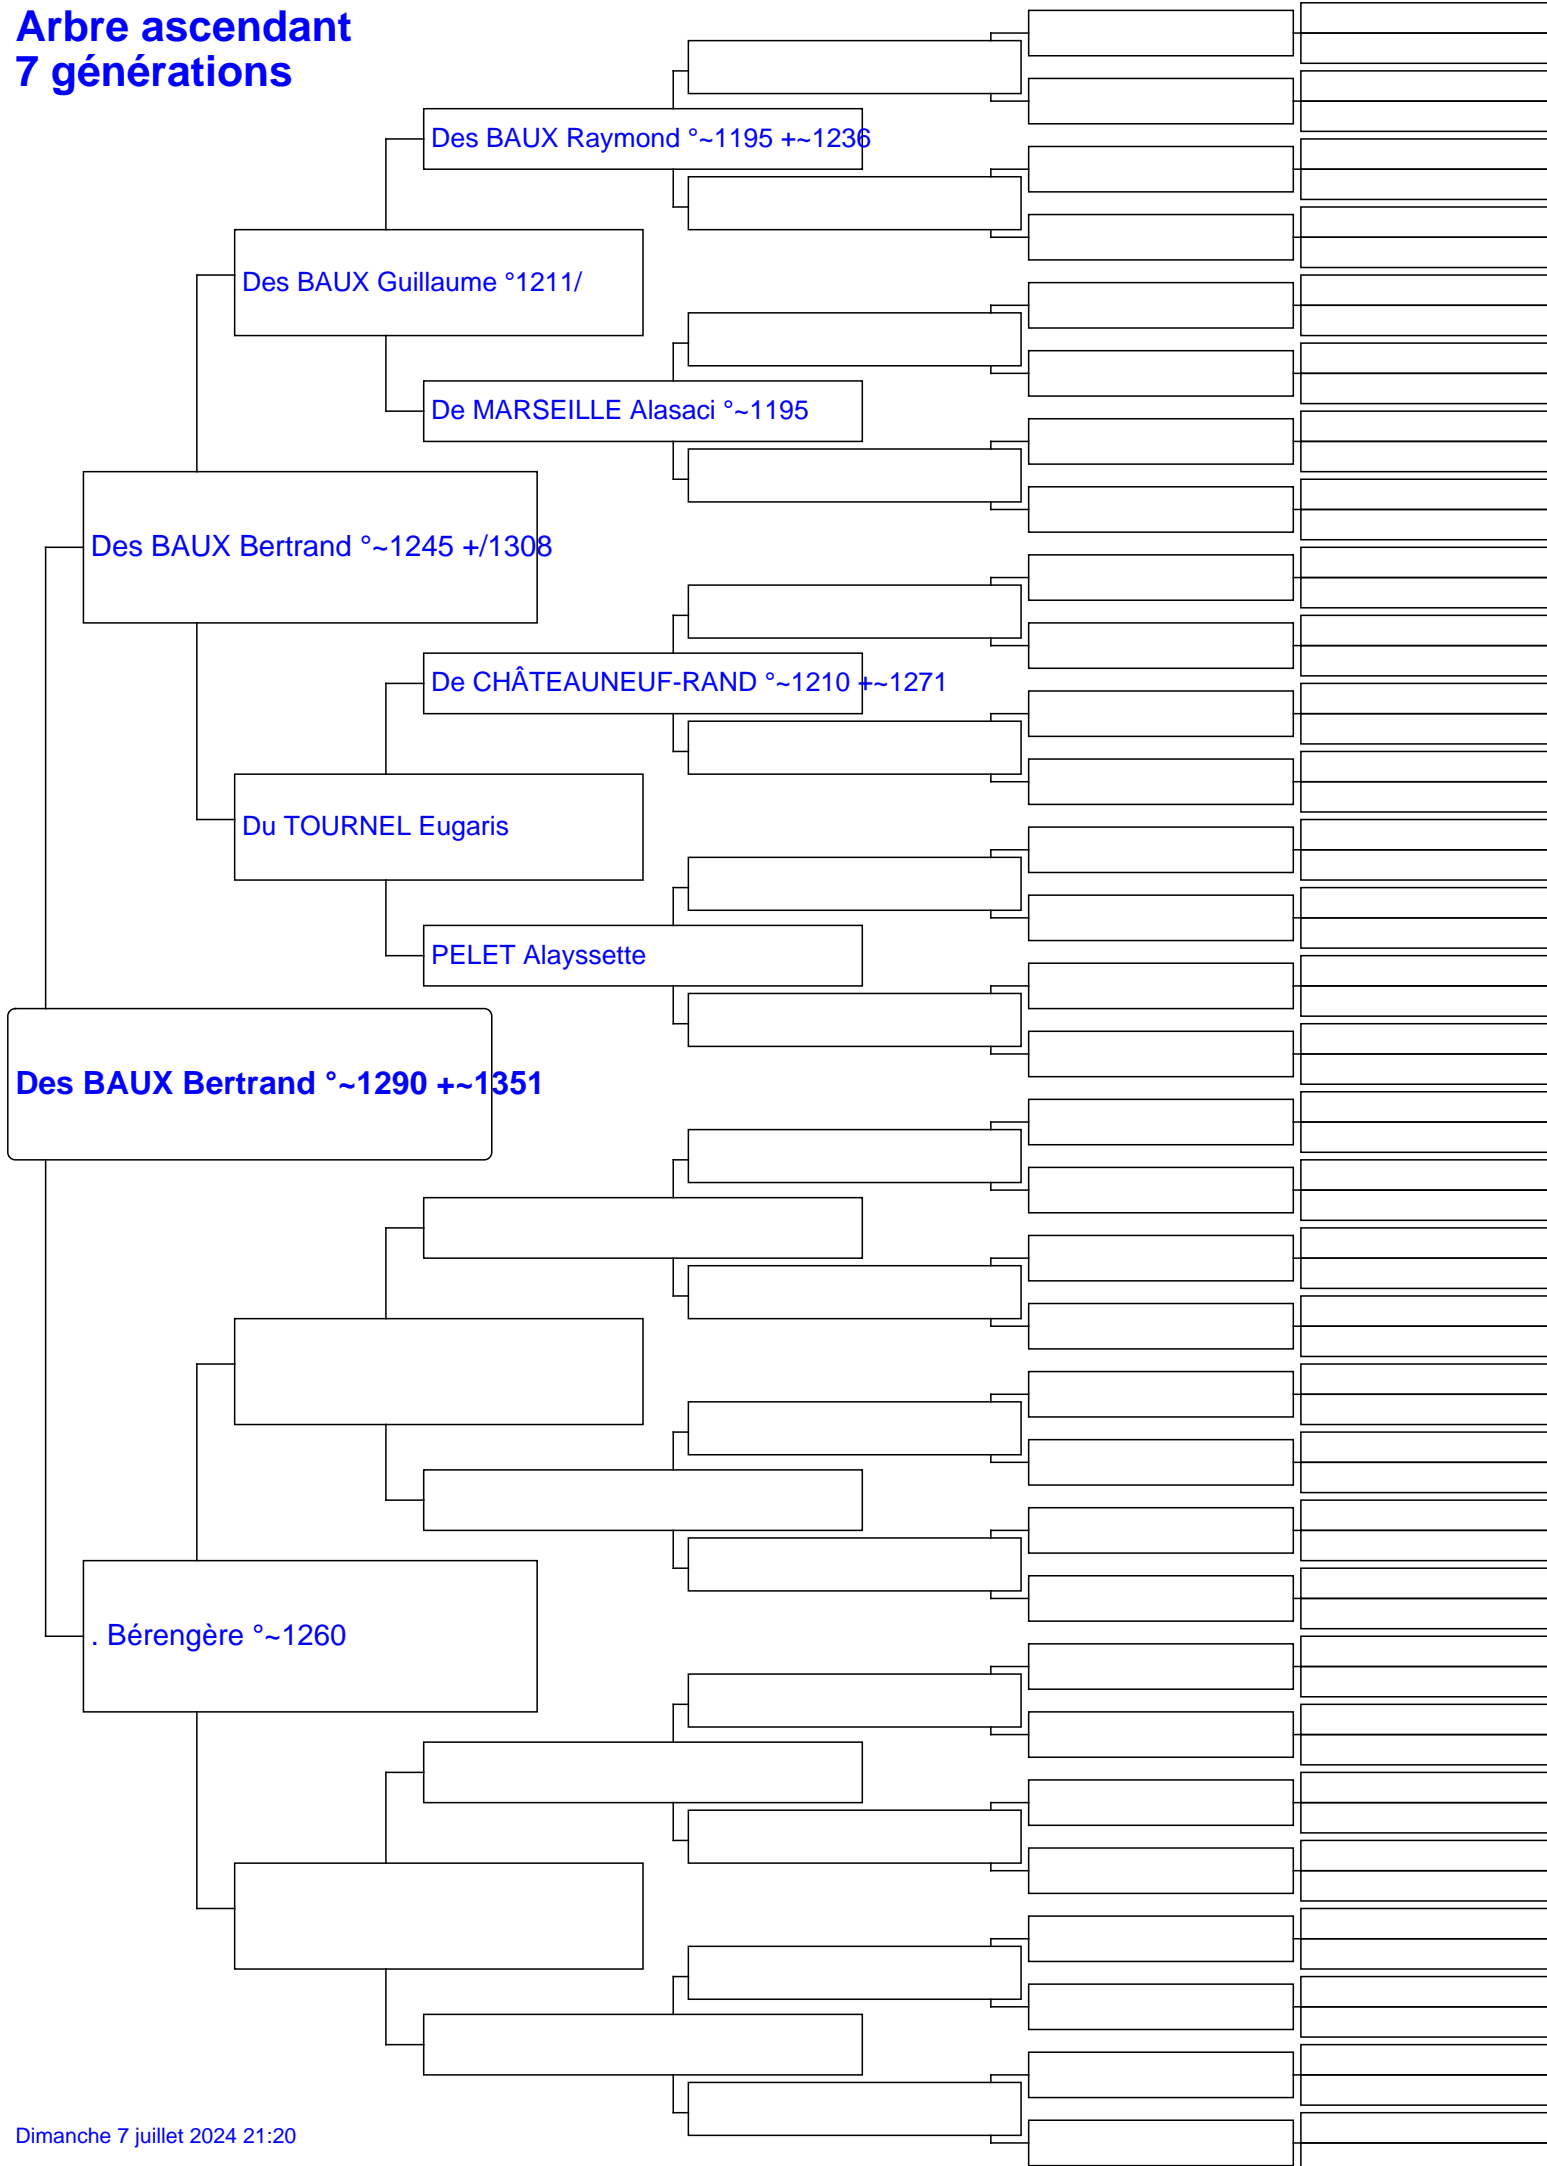 Arbre ascendant
7 générations
Des BAUX Raymond °~1195 +~1236
Des BAUX Guillaume °1211/
De MARSEILLE Alasaci °~1195
Des BAUX Bertrand °~1245 +/1308
De CHÂTEAUNEUF-RAND °~1210 +~1271
Du TOURNEL Eugaris
PELET Alayssette
Des BAUX Bertrand °~1290 +~1351
. Bérengère °~1260
Dimanche 7 juillet 2024 21:20